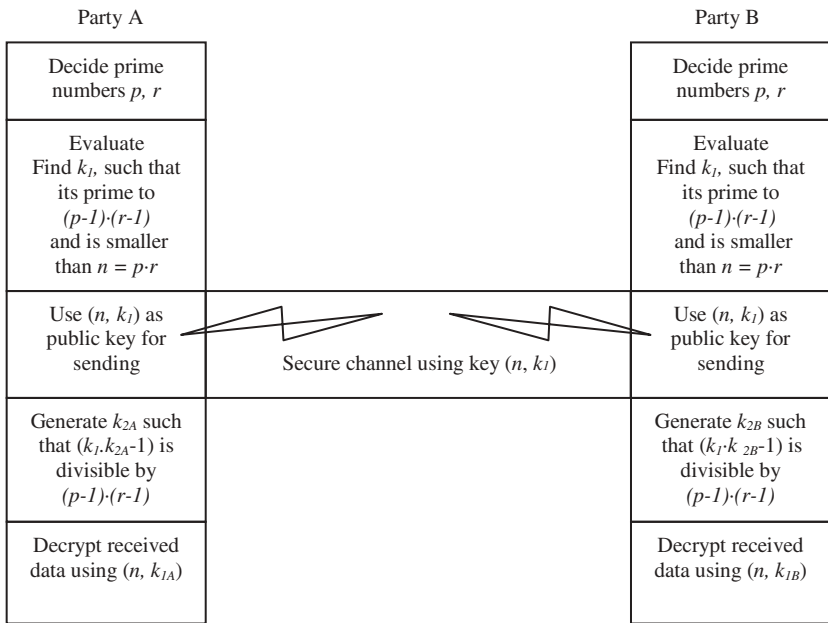 Party A
Decide prime
numbers p, r
Evaluate
Find k₁, such that
its prime to
(p-1)·(r-1)
and is smaller
than n = p·r
Use (n, k₁) as
public key for
sending
Generate k₂A such
that (k₁.k₂A-1) is
divisible by
(p-1)·(r-1)
Decrypt received
data using (n, k₁A)
Secure channel using key (n, k₁)
Party B
Decide prime
numbers p, r
Evaluate
Find k₁, such that
its prime to
(p-1)·(r-1)
and is smaller
than n = p·r
Use (n, k₁) as
public key for
sending
Generate k₂B such
that (k₁·k ₂B-1) is
divisible by
(p-1)·(r-1)
Decrypt received
data using (n, k₁B)